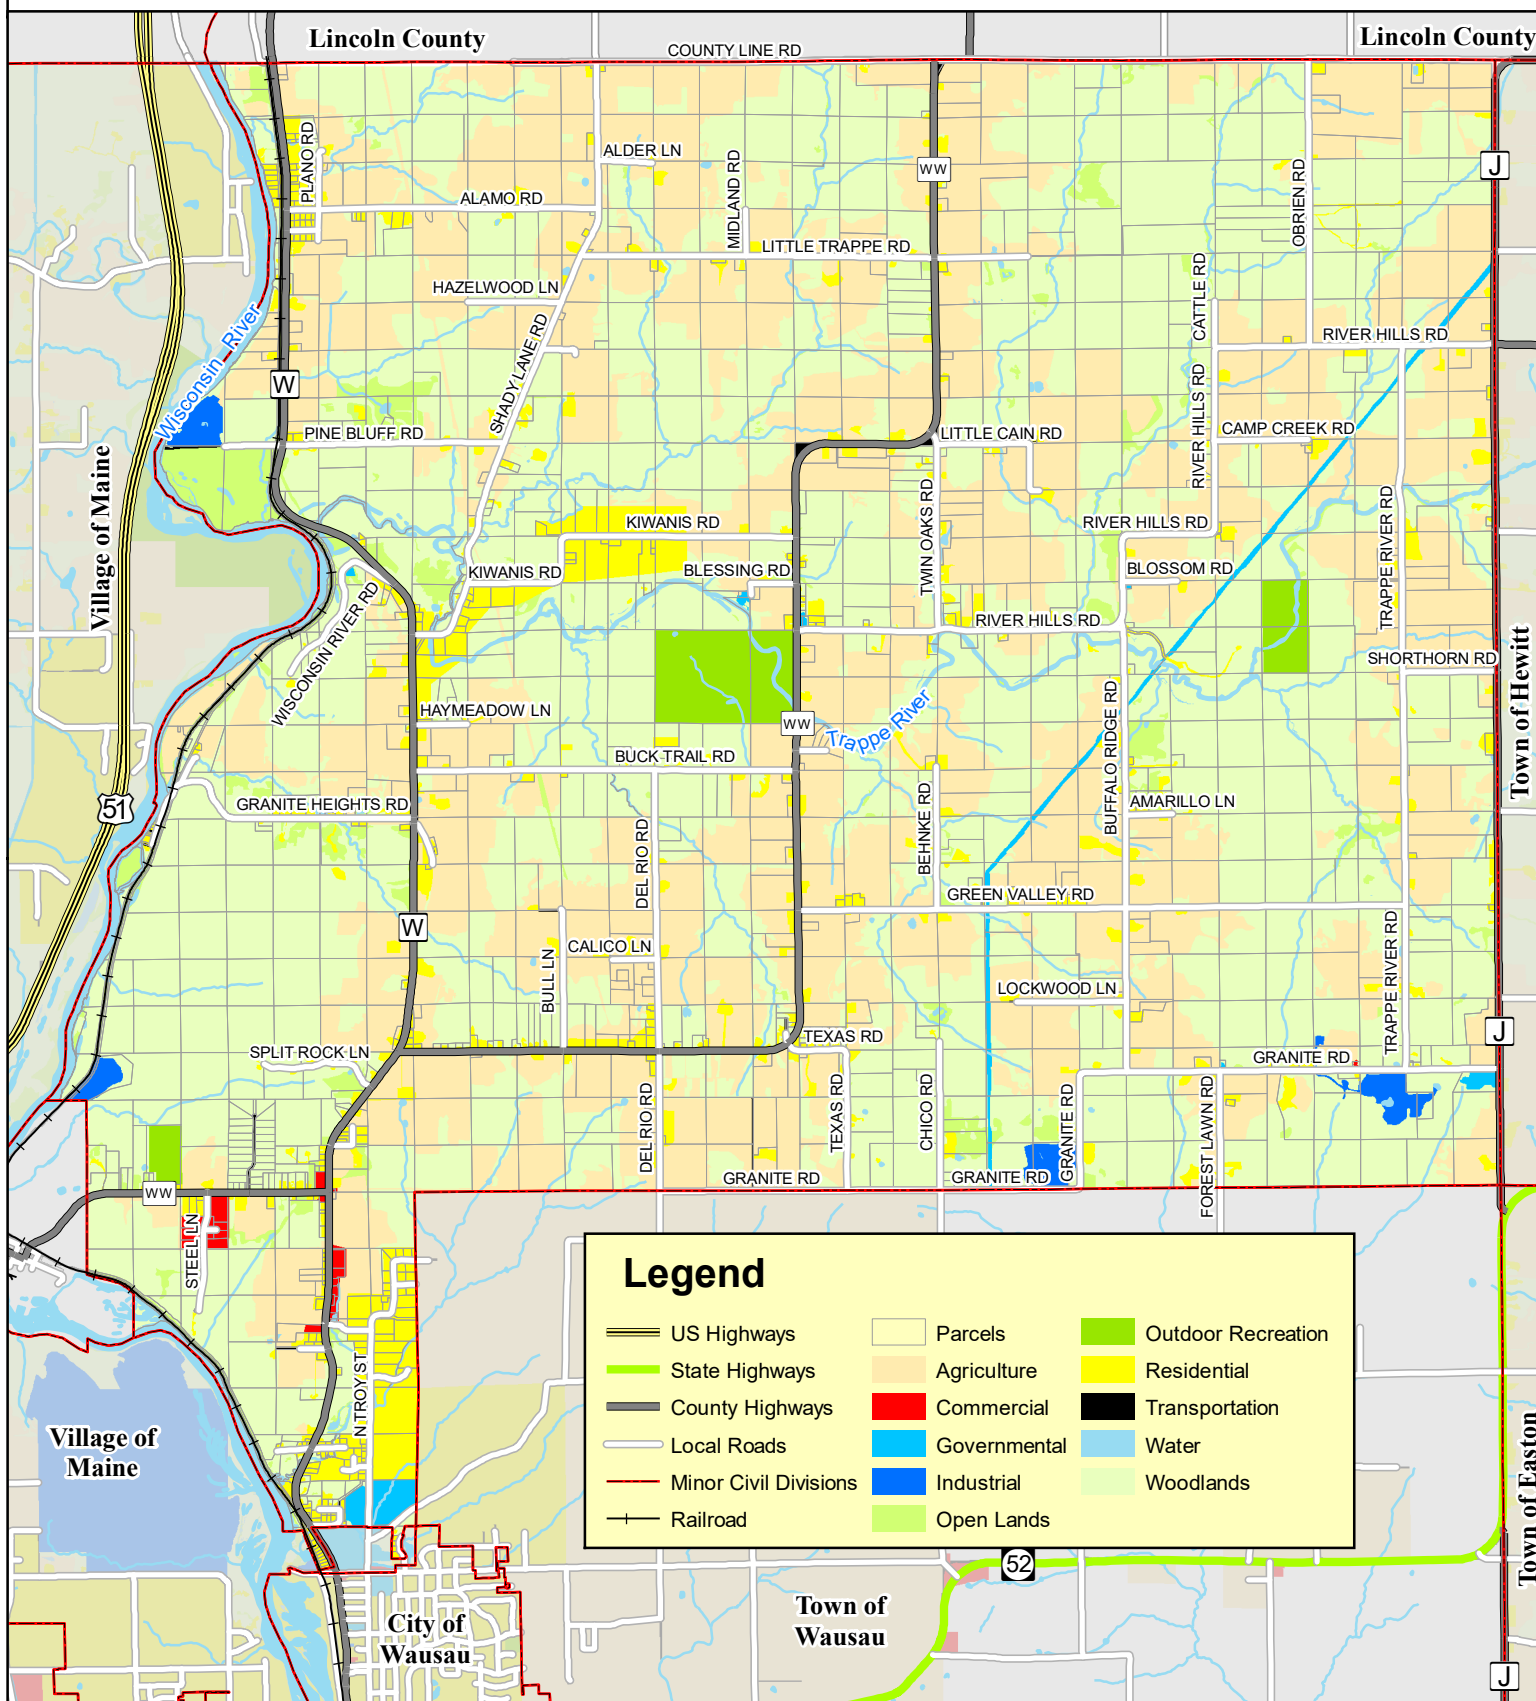 Lincoln County
Lincoln County
COUNTY LINE RD
PLANO RD
ALDER LN
MIDLAND RD
WW
OBRIEN RD
J
ALAMO RD
LITTLE TRAPPE RD
HAZELWOOD LN
CATTLE RD
Wisconsin River
SHADY LANE RD
RIVER HILLS RD
W
RIVER HILLS RD
PINE BLUFF RD
LITTLE CAIN RD
CAMP CREEK RD
Village of Maine
KIWANIS RD
TWIN OAKS RD
RIVER HILLS RD
TRAPPE RIVER RD
KIWANIS RD
BLESSING RD
BLOSSOM RD
WISCONSIN RIVER RD
RIVER HILLS RD
SHORTHORN RD
Town of Hewitt
HAYMEADOW LN
WW
Trappe River
BUFFALO RIDGE RD
BUCK TRAIL RD
51
GRANITE HEIGHTS RD
DEL RIO RD
BEHNKE RD
AMARILLO LN
GREEN VALLEY RD
W
CALICO LN
BULL LN
TRAPPE RIVER RD
LOCKWOOD LN
TEXAS RD
J
SPLIT ROCK LN
GRANITE RD
DEL RIO RD
TEXAS RD
CHICO RD
GRANITE RD
FOREST LAWN RD
GRANITE RD
GRANITE RD
WW
STEEL LN
N TROY ST
Legend
US Highways
State Highways
County Highways
Local Roads
Minor Civil Divisions
Railroad
Parcels
Agriculture
Commercial
Governmental
Industrial
Open Lands
Outdoor Recreation
Residential
Transportation
Water
Woodlands
Village of
Maine
Town of Easton
52
City of
Wausau
Town of
Wausau
J